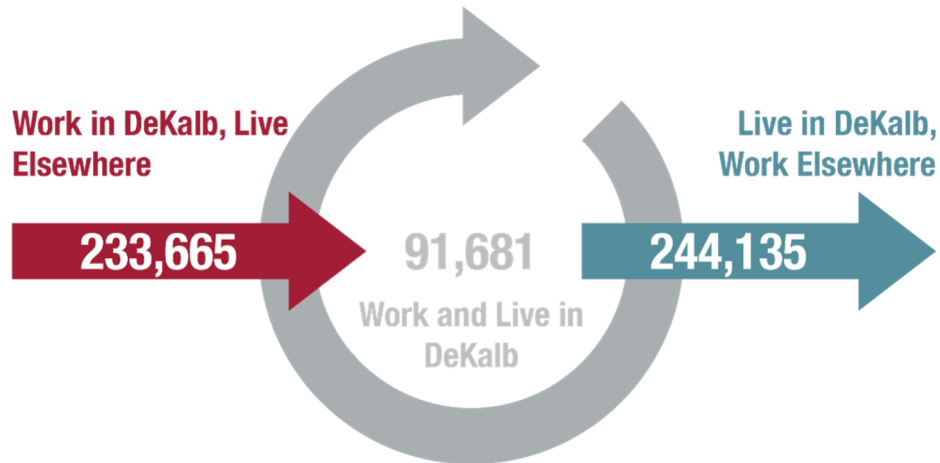 Work in DeKalb, Live
Elsewhere
233,665
91,681
Work and Live in
DeKalb
Live in DeKalb,
Work Elsewhere
244,135